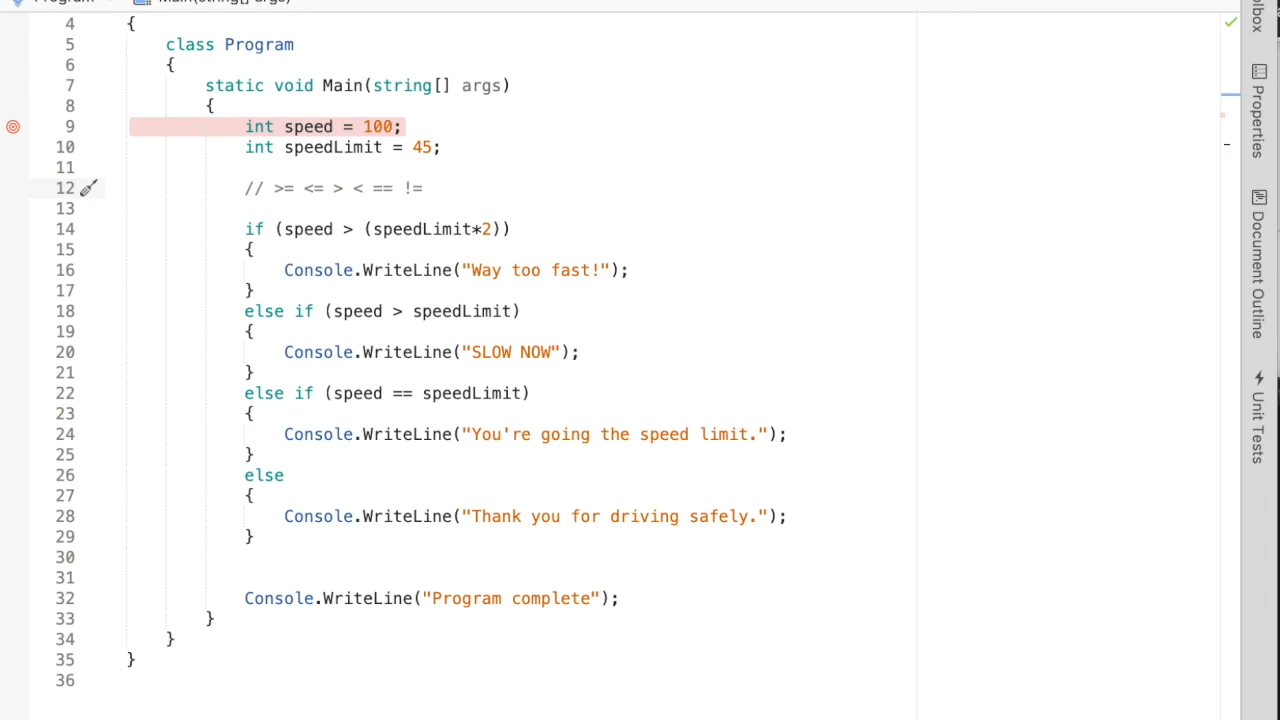 4 {
5 class Program
6 {
7 static void Main(string[] args)
8 {
9 int speed = 100;
10 int speedLimit = 45;
11
12 // >= <= > < == !=
13
14 if (speed > (speedLimit*2))
15 {
16 Console.WriteLine("Way too fast!");
17 }
18 else if (speed > speedLimit)
19 {
20 Console.WriteLine("SLOW NOW");
21 }
22 else if (speed == speedLimit)
23 {
24 Console.WriteLine("You're going the speed limit.");
25 }
26 else
27 {
28 Console.WriteLine("Thank you for driving safely.");
29 }
30
31
32 Console.WriteLine("Program complete");
33 }
34 }
35 }
36
Properties
Document Outline
Unit Tests